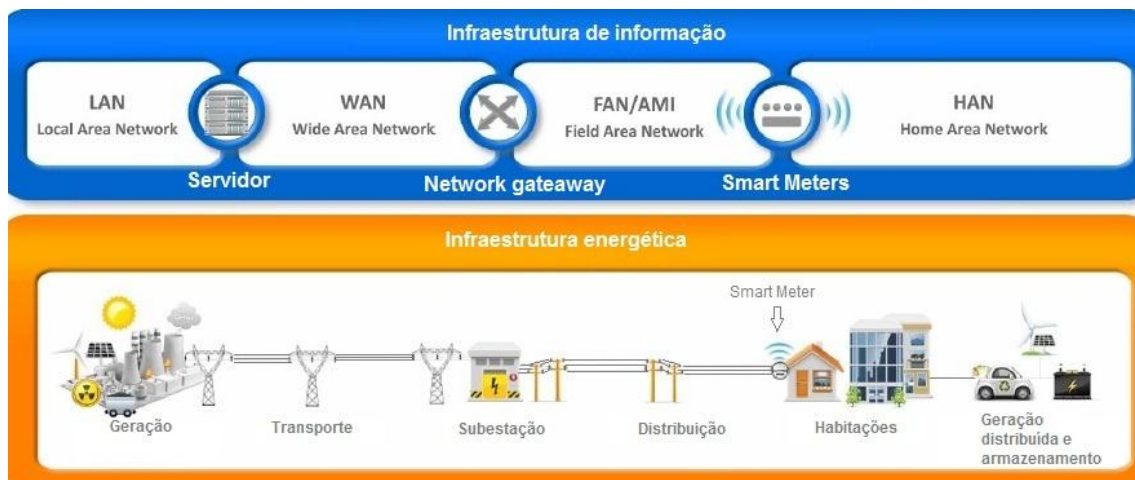 Infraestrutura de informação
LAN
Local Area Network
WAN
Wide Area Network
FAN/AMI
Field Area Network
HAN
Home Area Network
Servidor
Network gateaway
Smart Meters
Infraestrutura energética
Smart Meter
Geração
Transporte
Subestação
Distribuição
Habitações
Geração
distribuída e
armazenamento